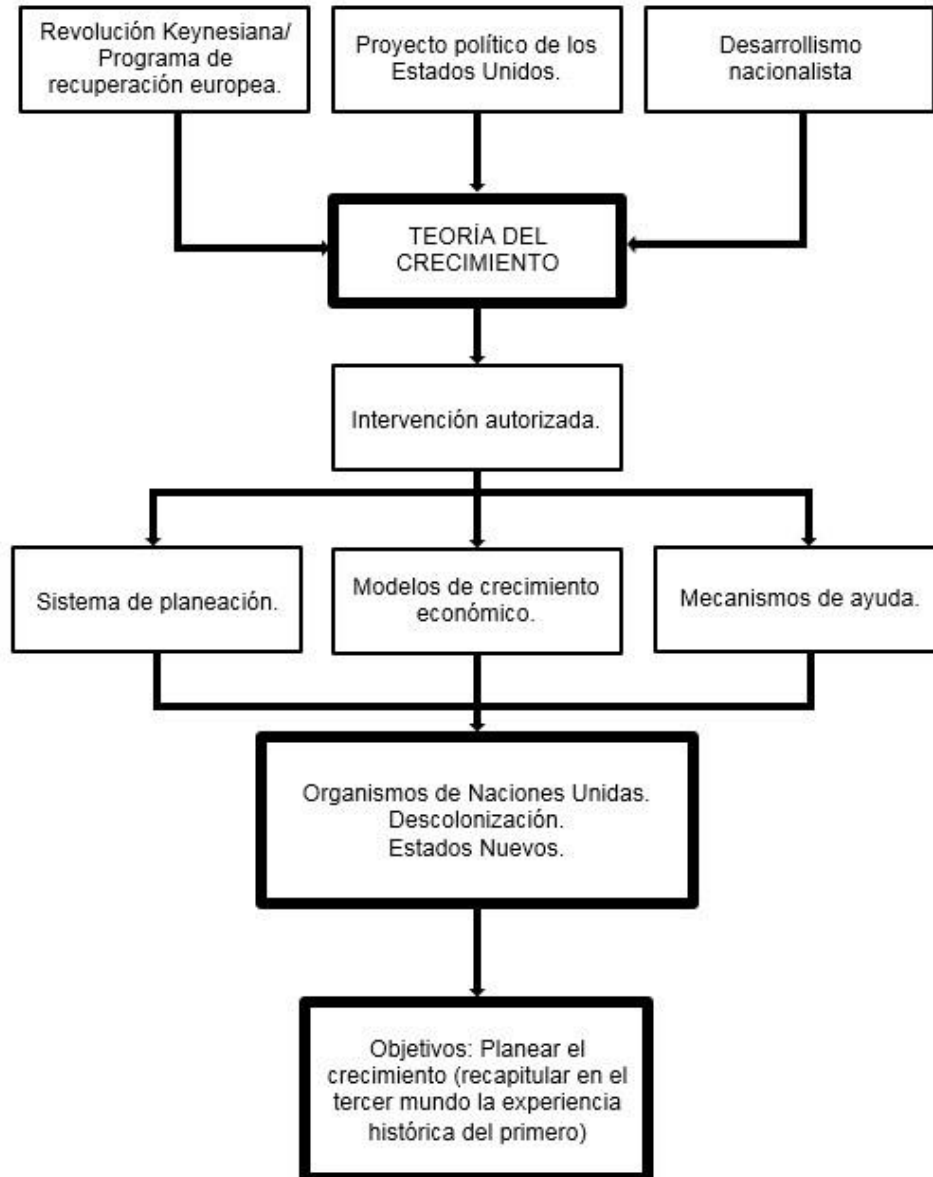 Revolución Keynesiana/
Programa de
recuperación europea.
Proyecto político de los
Estados Unidos.
Desarrollismo
nacionalista
TEORÍA DEL
CRECIMIENTO
Intervención autorizada.
Sistema de planeación.
Modelos de crecimiento
económico.
Mecanismos de ayuda.
Organismos de Naciones Unidas.
Descolonización.
Estados Nuevos.
Objetivos: Planear el
crecimiento (recapitular en el
tercer mundo la experiencia
histórica del primero)